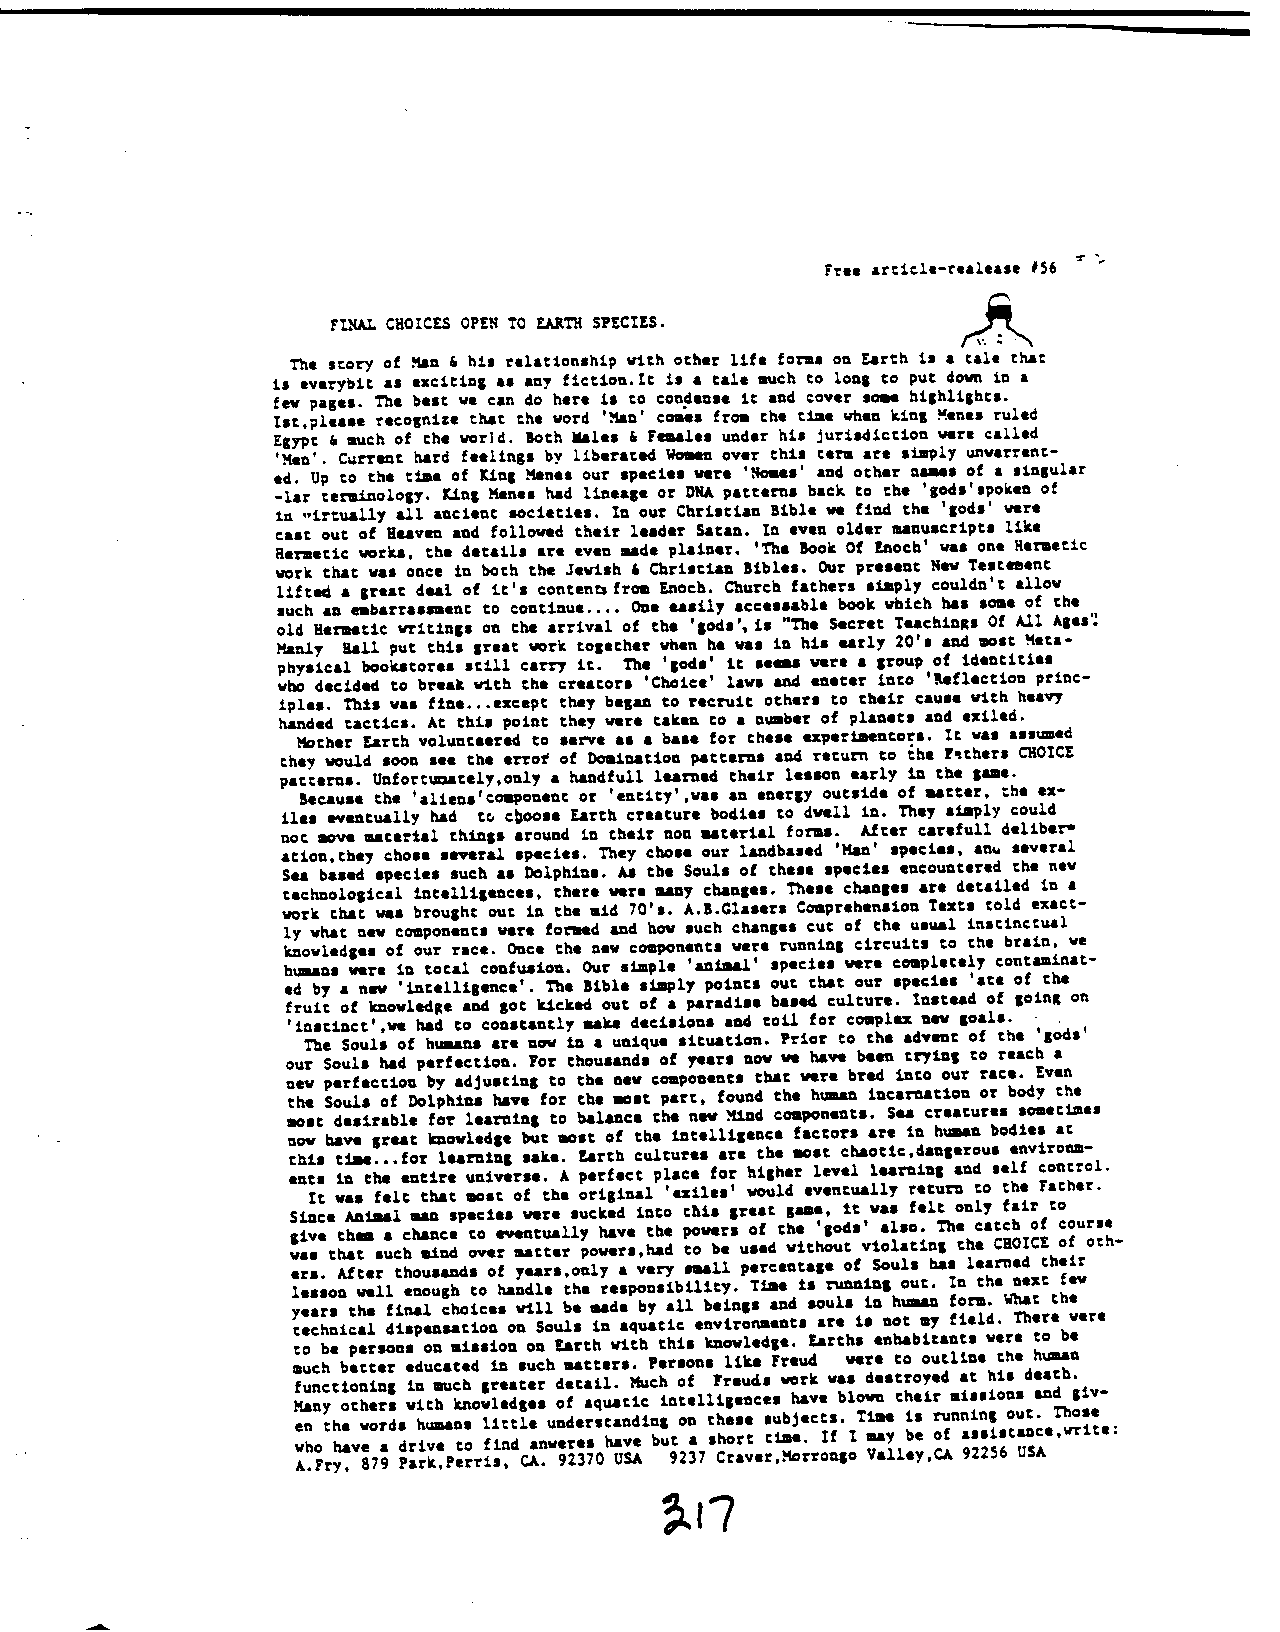 Free article-realease #56
FINAL CHOICES OPEN TO EARTH SPECIES.
The story of Man & his relationship with other life forms on Earth is a tale that
is everybit as exciting as any fiction.It is a tale much to long to put down in a
few pages. The best we can do here is to condense it and cover some highlights.
Ist,please recognize that the word 'Man' comes from the time when king Menes ruled
Egypt & much of the world. Both Males & Females under his jurisdiction were called
'Men'. Current hard feelings by liberated Women over this term are simply unwarrent-
ed. Up to the time of King Menes our species were 'Nomes' and other names of a singular
-lar terminology. King Menes had lineage or DNA patterns back to the 'gods'spoken of
in virtually all ancient societies. In our Christian Bible we find the 'gods' were
cast out of Heaven and followed their leader Satan. In even older manuscripts like
Hermetic works, the details are even made plainer. 'The Book Of Enoch' was one Hermetic
work that was once in both the Jewish & Christian Bibles. Our present New Testement
lifted a great deal of it's contents from Enoch. Church fathers simply couldn't allow
such an embarrassment to continue.... One easily accessable book which has some of the
old Hermetic writings on the arrival of the 'gods', is "The Secret Teachings Of All Ages".
Manly Hall put this great work together when he was in his early 20's and most Meta-
physical bookstores still carry it. The 'gods' it seems were a group of identities
who decided to break with the creators 'Choice' laws and eneter into 'Reflection princ-
iples. This was fine...except they began to recruit others to their cause with heavy
handed tactics. At this point they were taken to a number of planets and exiled.
Mother Earth volunteered to serve as a base for these experimentors. It was assumed
they would soon see the error of Domination patterns and return to the Fathers CHOICE
patterns. Unfortunately,only a handfull learned their lesson early in the game.
Because the 'aliens'component or 'entity',was an energy outside of matter, the ex-
iles eventually had to choose Earth creature bodies to dwell in. They simply could
not move material things around in their non material forms. After carefull deliber-
ation,they chose several species. They chose our landbased 'Man' species, and several
Sea based species such as Dolphins. As the Souls of these species encountered the new
technological intelligences, there were many changes. These changes are detailed in a
work that was brought out in the mid 70's. A.B.Glasers Comprehension Texts told exact-
ly what new components were formed and how such changes cut of the usual instinctual
knowledges of our race. Once the new components were running circuits to the brain, we
humans were in total confusion. Our simple 'animal' species were completely contaminat-
ed by a new 'intelligence'. The Bible simply points out that our species 'ate of the
fruit of knowledge and got kicked out of a paradise based culture. Instead of going on
'instinct',we had to constantly make decisions and toil for complex new goals.
The Souls of humans are now in a unique situation. Prior to the advent of the 'gods'
our Souls had perfection. For thousands of years now we have been trying to reach a
new perfection by adjusting to the new components that were bred into our race. Even
the Souls of Dolphins have for the most part, found the human incarnation or body the
most desirable for learning to balance the new Mind components. Sea creatures sometimes
now have great knowledge but most of the intelligence factors are in human bodies at
this time...for learning sake. Earth cultures are the most chaotic,dangerous environm-
ents in the entire universe. A perfect place for higher level learning and self control.
It was felt that most of the original 'exiles' would eventually return to the Father.
Since Animal man species were sucked into this great game, it was felt only fair to
give them a chance to eventually have the powers of the 'gods' also. The catch of course
was that such mind over matter powers,had to be used without violating the CHOICE of oth-
ers. After thousands of years,only a very small percentage of Souls has learned their
lesson well enough to handle the responsibility. Time is running out. In the next few
years the final choices will be made by all beings and souls in human form. What the
technical dispensation on Souls in aquatic environments are is not my field. There were
to be persons on mission on Earth with this knowledge. Earths enhabitants were to be
much better educated in such matters. Persons like Freud were to outline the human
functioning in much greater detail. Much of Freuds work was destroyed at his death.
Many others with knowledges of aquatic intelligences have blown their missions and giv-
en the words humans little understanding on these subjects. Time is running out. Those
who have a drive to find anweres have but a short time. If I may be of assistance,write:
A.Fry, 879 Park,Perris, CA. 92370 USA 9237 Craver,Morrongo Valley,CA 92256 USA
317